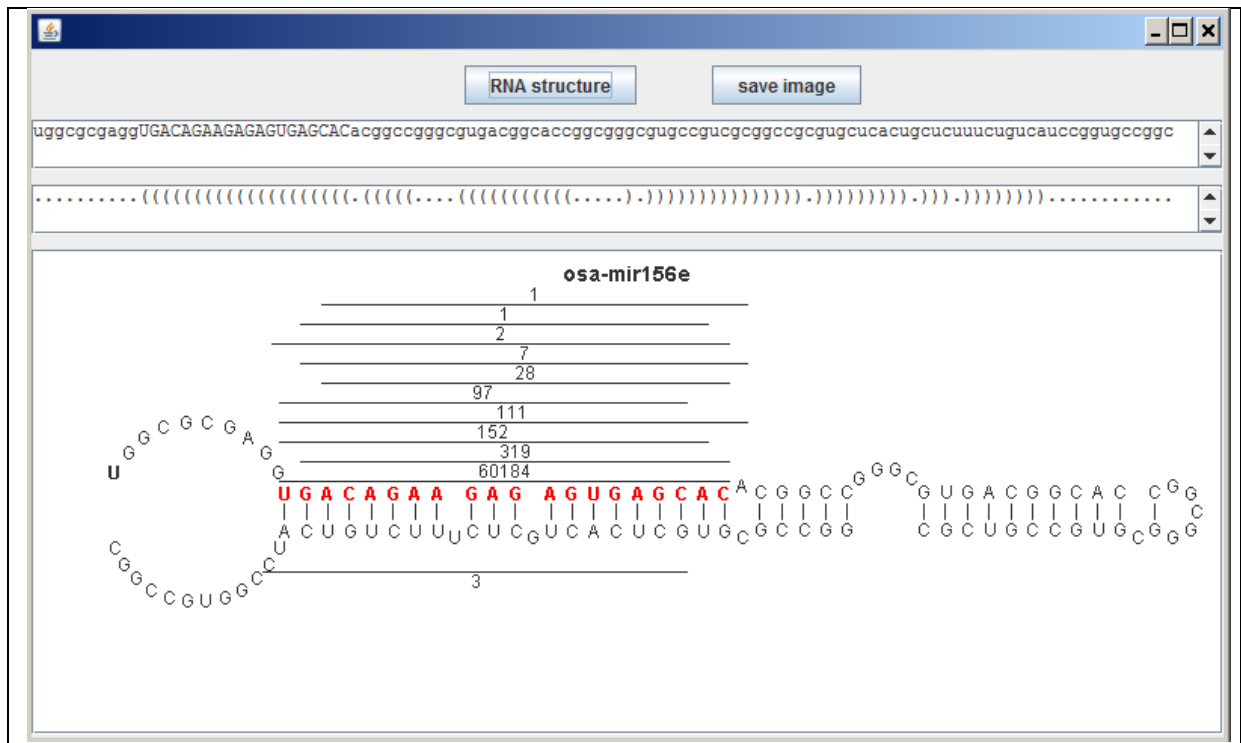 RNA structure
save image
uggcgcgaggUGACAGAAGAGAGUGAGCACacggccgggcgugacggcaccggcgggcgugccgucgcggccgcgugcucacugcucuuucugucauccggugccggc
..........((((((((((((((((((((.(((((....(((((((((((.....).))))))))))))))).))))))))).))).))))))))............
osa-mir156e
1
1
2
7
28
97
111
152
319
60184
U G G C G C G A G G U G A C A G A A G A G A G U G A G C A C A C G G C C G G G C G U G A C G G C A C C G G C
A C U G U C U U U C U C G U C A C U C G U G C G C C G G C G C U G C C G U G C G G G
C G G C C G U G G C C U
3